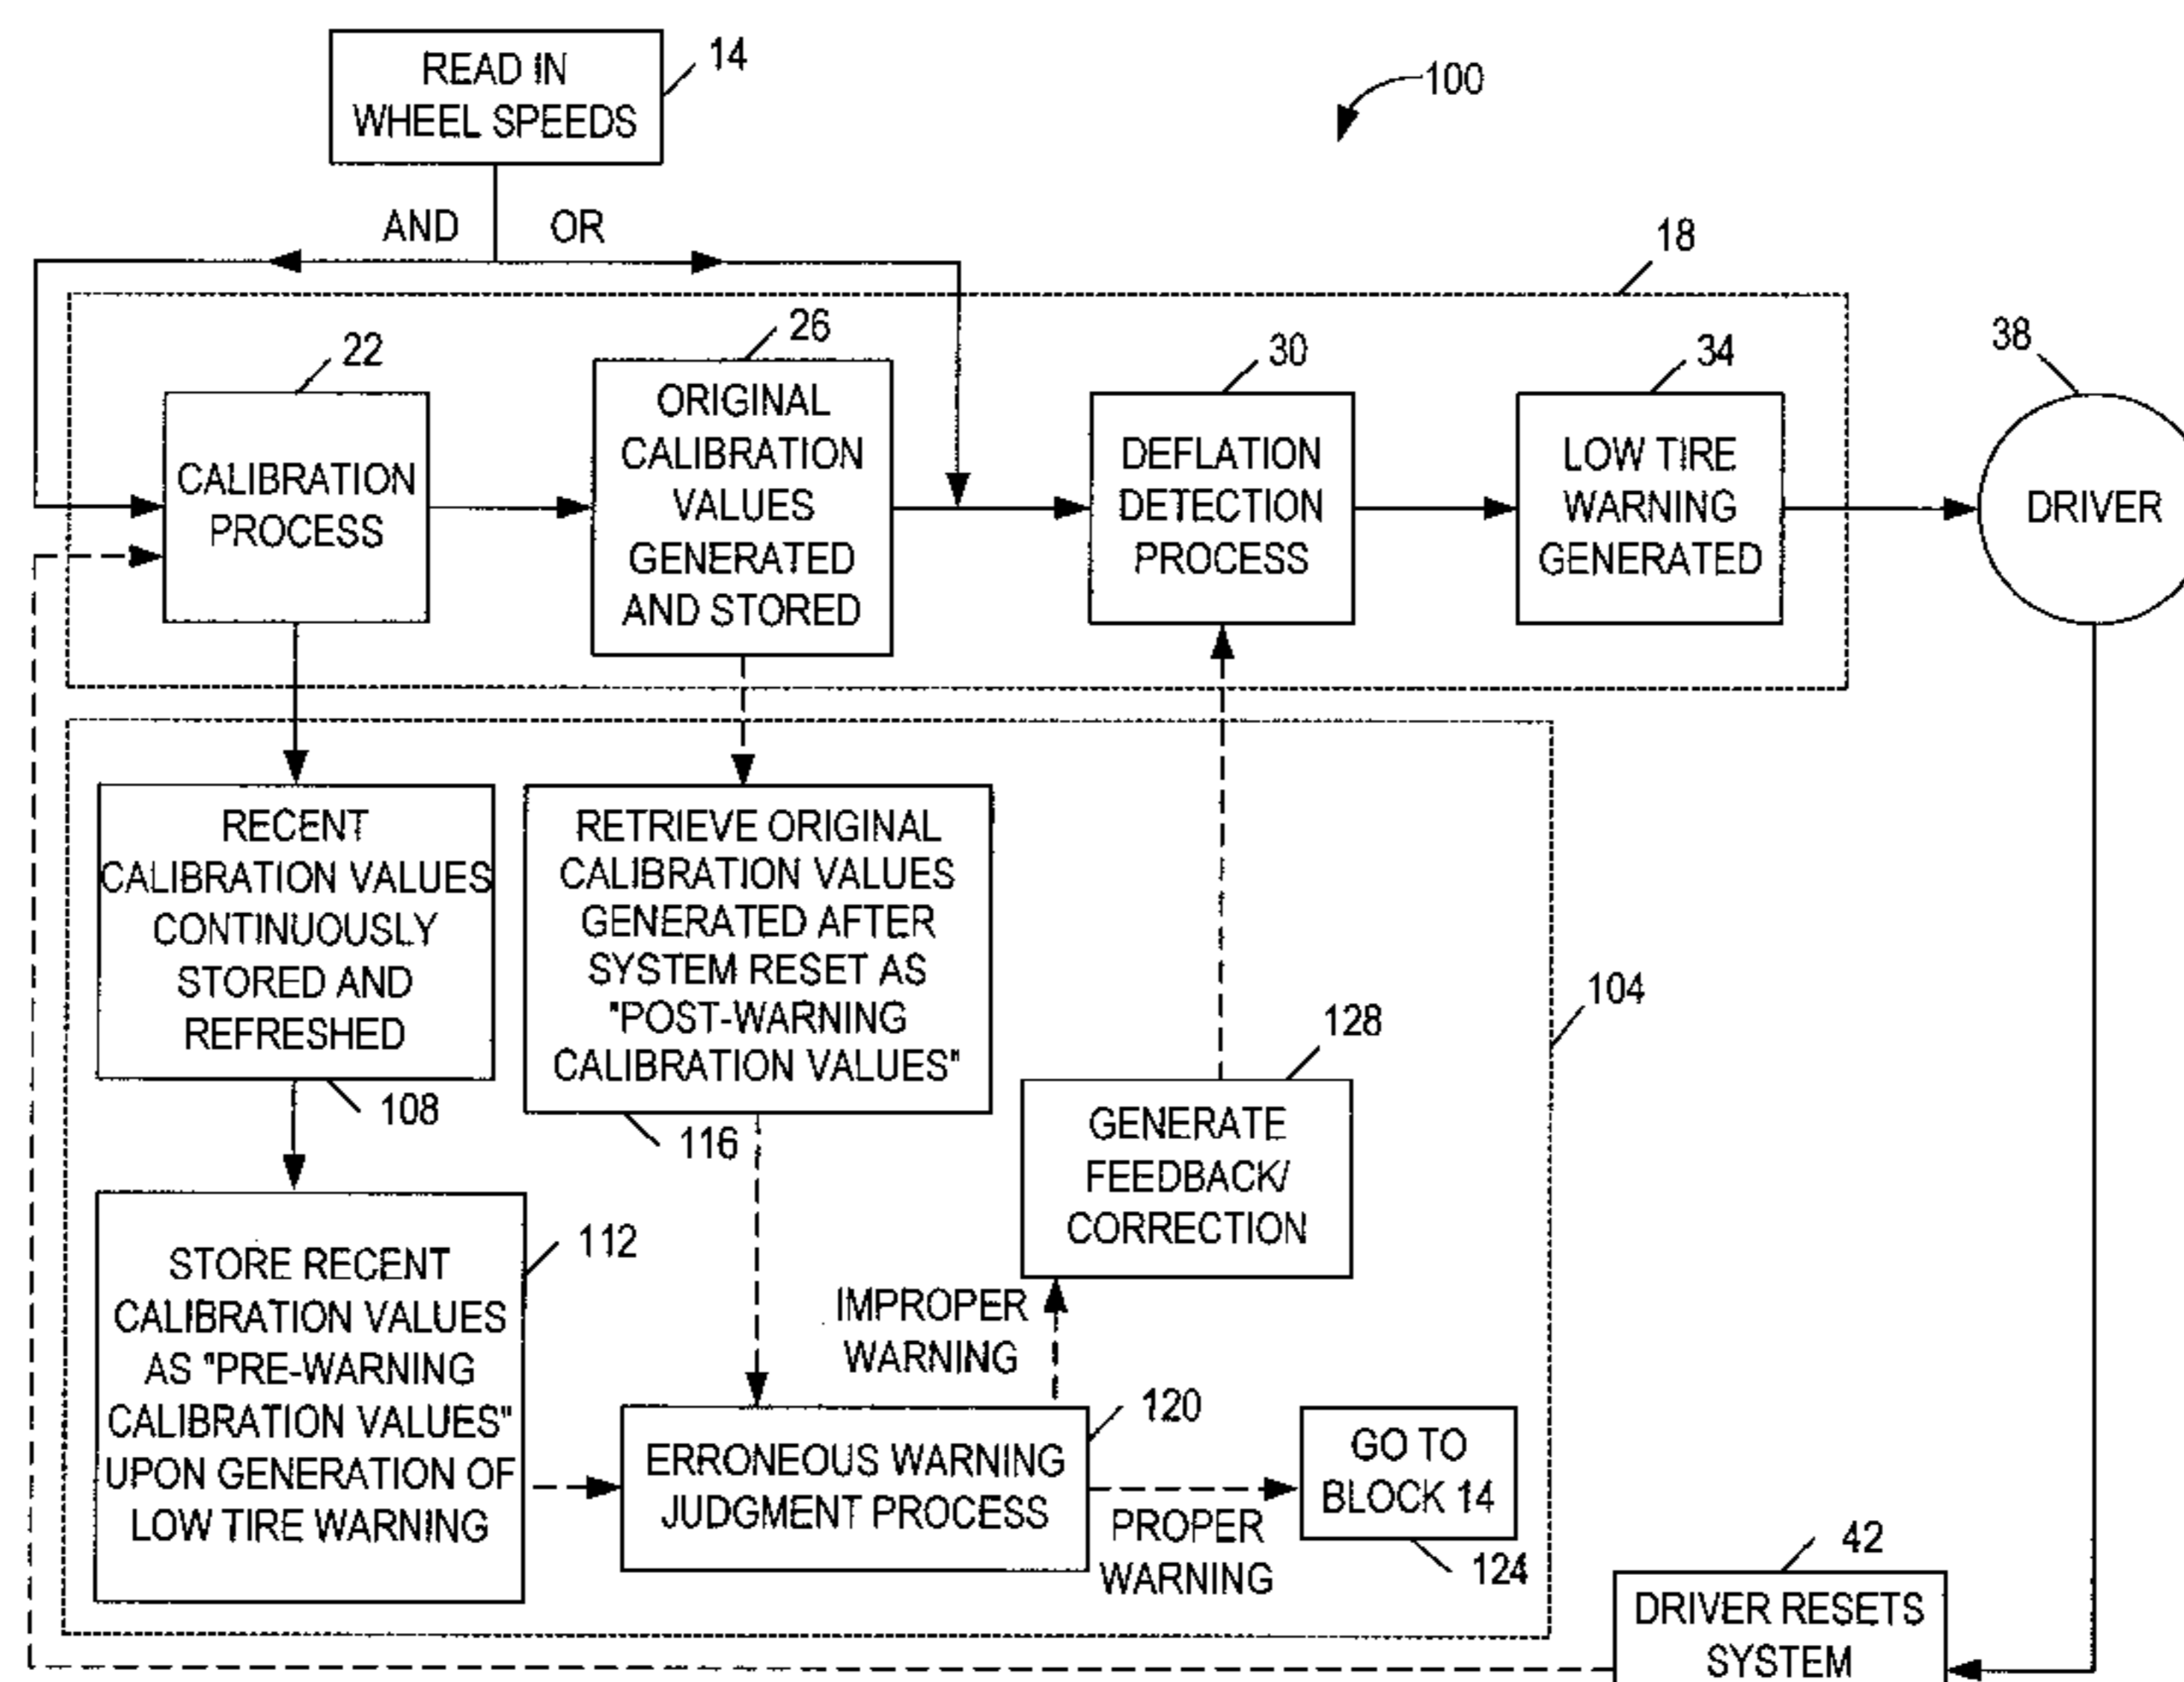 READ IN
WHEEL SPEEDS
14
100
AND
OR
18
22
CALIBRATION
PROCESS
26
ORIGINAL
CALIBRATION
VALUES
GENERATED
AND STORED
30
DEFLATION
DETECTION
PROCESS
34
LOW TIRE
WARNING
GENERATED
38
DRIVER
RECENT
CALIBRATION VALUES
CONTINUOUSLY
STORED AND
REFRESHED
108
RETRIEVE ORIGINAL
CALIBRATION VALUES
GENERATED AFTER
SYSTEM RESET AS
"POST-WARNING
CALIBRATION VALUES"
116
104
128
GENERATE
FEEDBACK/
CORRECTION
STORE RECENT
CALIBRATION VALUES
AS "PRE-WARNING
CALIBRATION VALUES"
UPON GENERATION OF
LOW TIRE WARNING
112
IMPROPER
WARNING
ERRONEOUS WARNING
JUDGMENT PROCESS
120
PROPER
WARNING
GO TO
BLOCK 14
124
42
DRIVER RESETS
SYSTEM